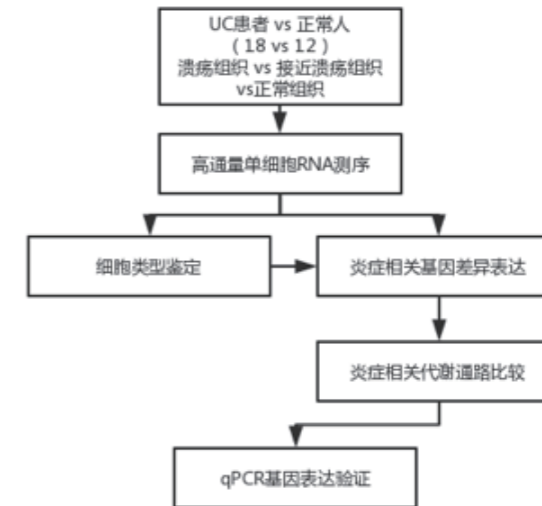 UC患者 vs 正常人
（18 vs 12）
溃疡组织 vs 接近溃疡组织
vs正常组织
高通量单细胞RNA测序
细胞类型鉴定
炎症相关基因差异表达
炎症相关代谢通路比较
qPCR基因表达验证